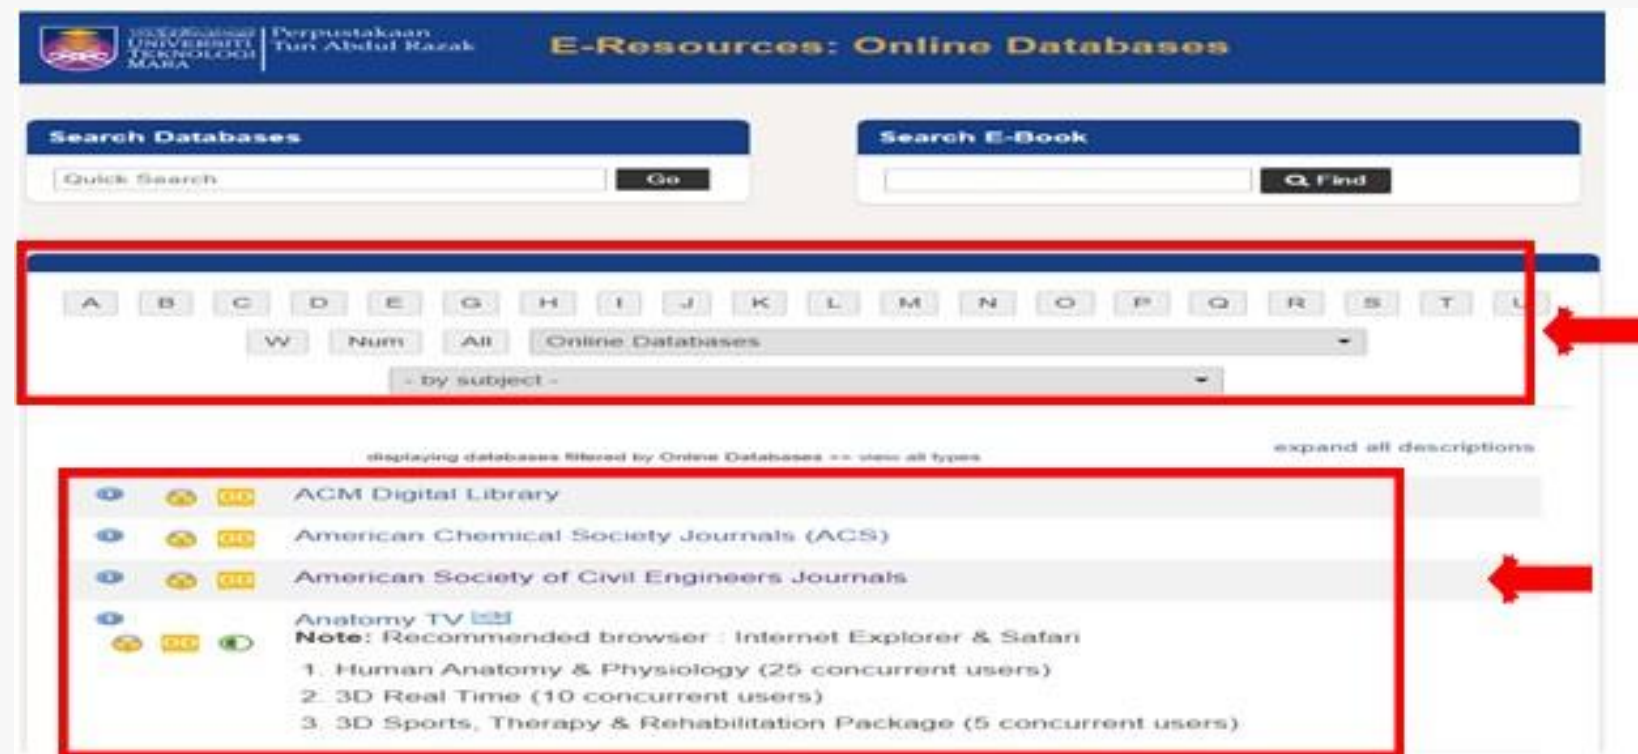 UNIVERSITI
TEKNOLOGI
MARA
Perpustakaan
Tun Abdul Razak
E-Resources: Online Databases
Search Databases
Search E-Book
Quick Search
Go
Find
A B C D E G H I J K L M N O P Q R S T U
W Num All Online Databases
- by subject -
expand all descriptions
displaying databases filtered by Online Databases >> view all types
ACM Digital Library
American Chemical Society Journals (ACS)
American Society of Civil Engineers Journals
Anatomy TV
Note: Recommended browser : Internet Explorer & Safari
1. Human Anatomy & Physiology (25 concurrent users)
2. 3D Real Time (10 concurrent users)
3. 3D Sports, Therapy & Rehabilitation Package (5 concurrent users)